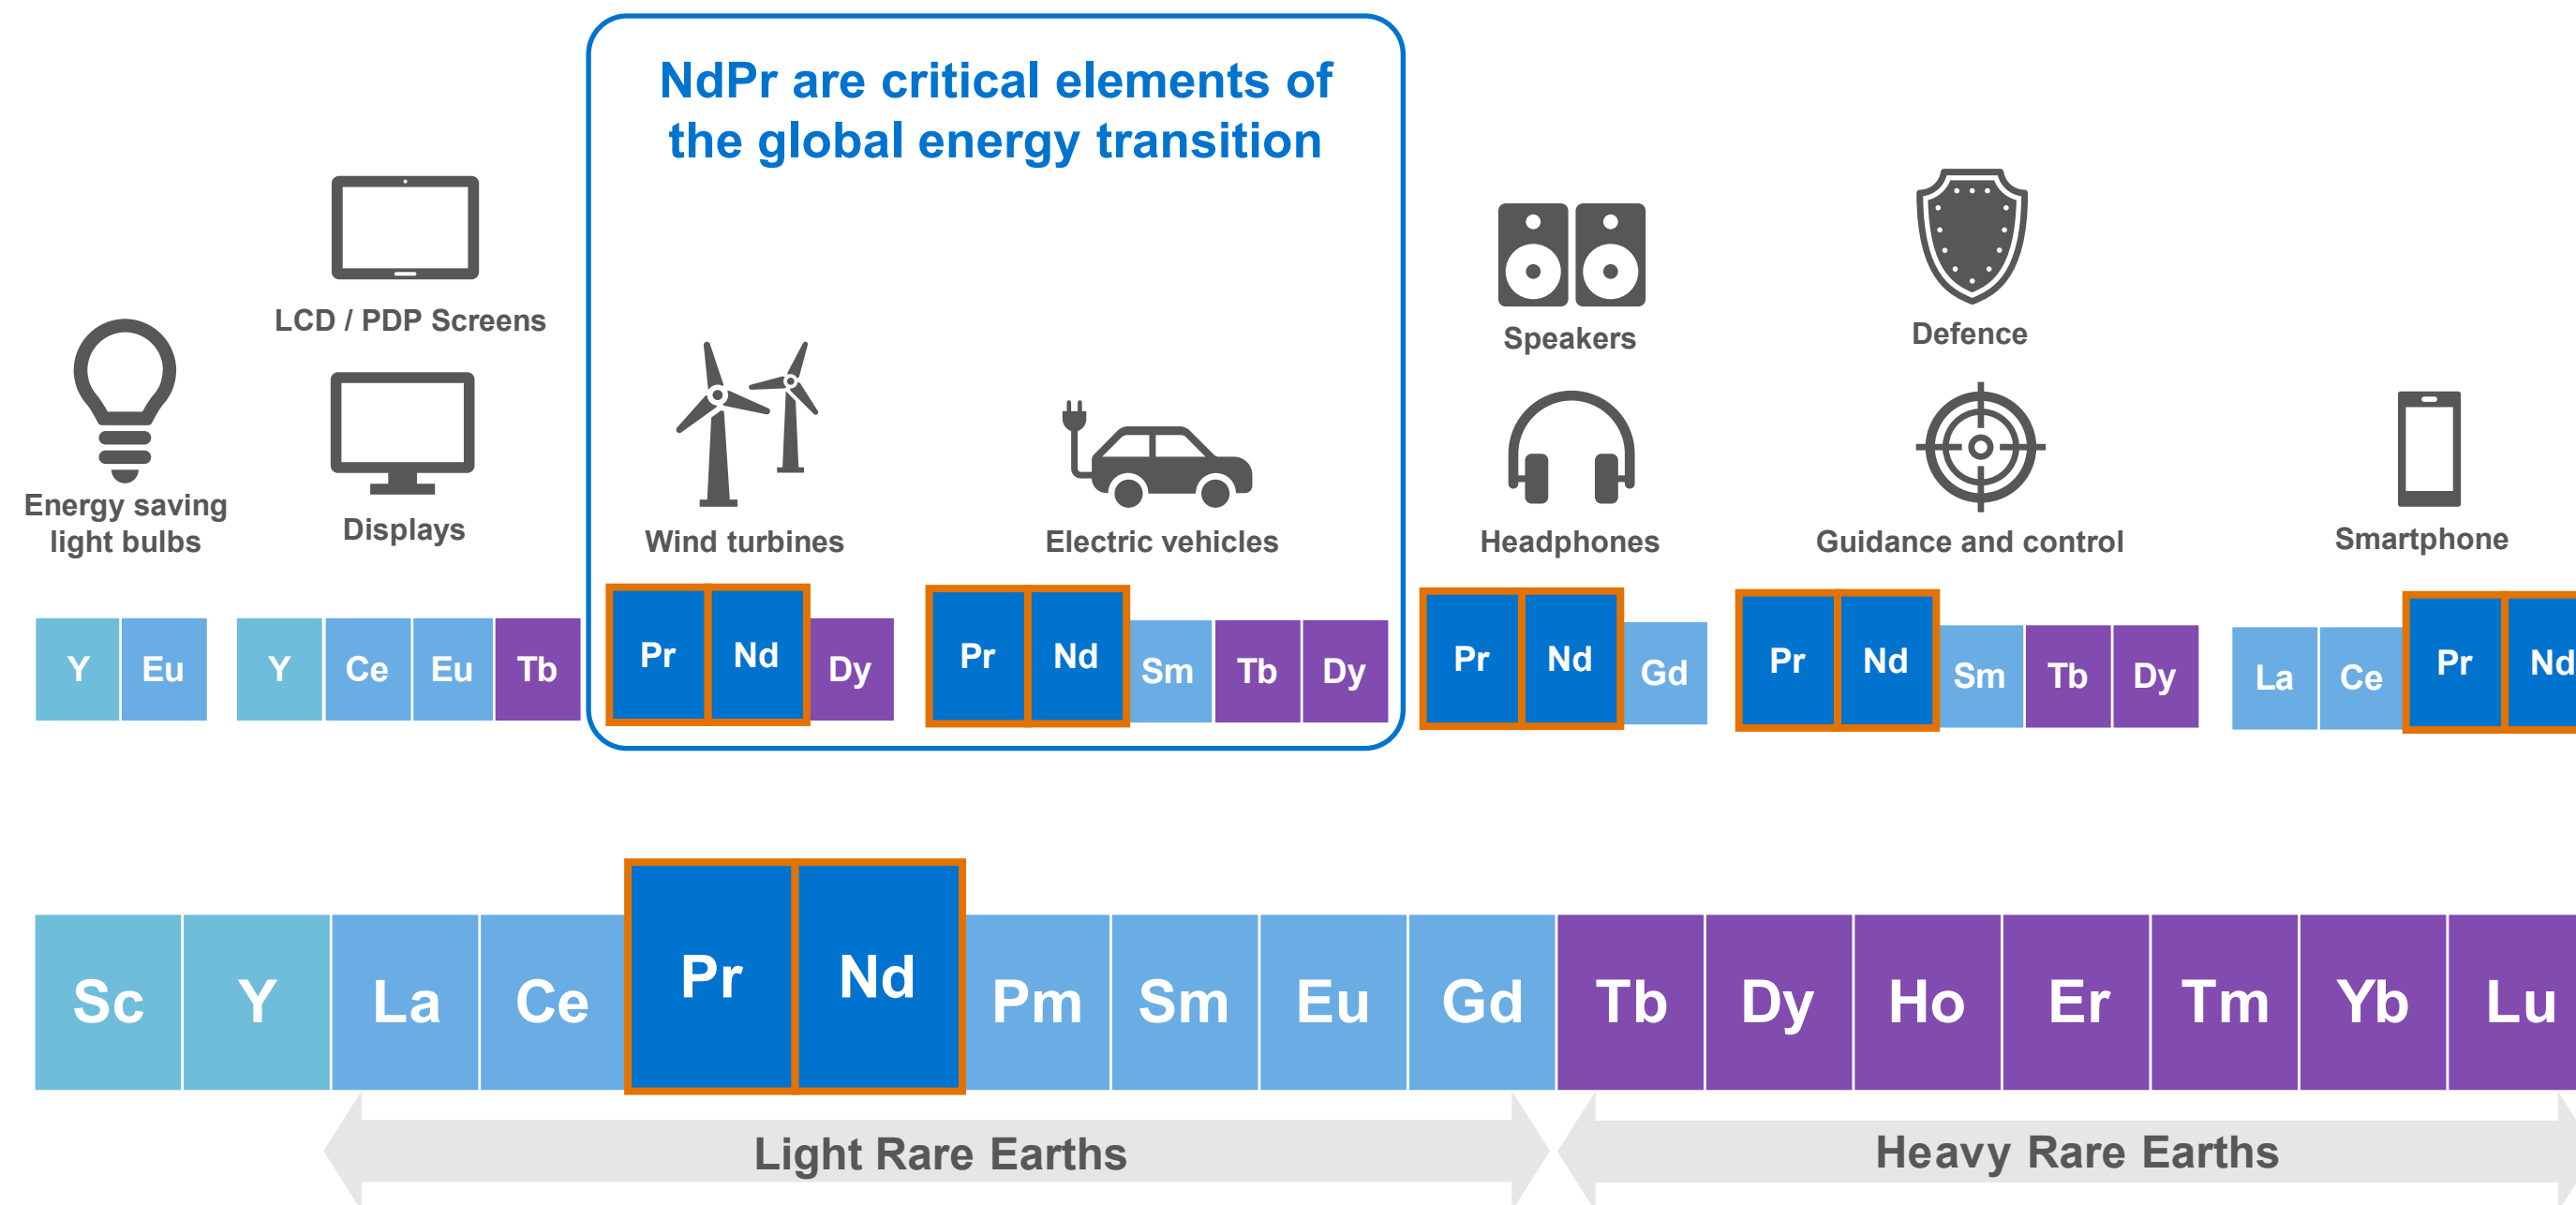 NdPr are critical elements of
the global energy transition
LCD / PDP Screens
Speakers
Defence
Energy saving
light bulbs
Displays
Wind turbines
Electric vehicles
Headphones
Guidance and control
Smartphone
Y Eu
Y Ce Eu Tb
Pr Nd Dy
Pr Nd Sm Tb Dy
Pr Nd Gd
Pr Nd Sm Tb Dy
La Ce Pr Nd
Sc Y La Ce Pr Nd Pm Sm Eu Gd Tb Dy Ho Er Tm Yb Lu
Light Rare Earths
Heavy Rare Earths